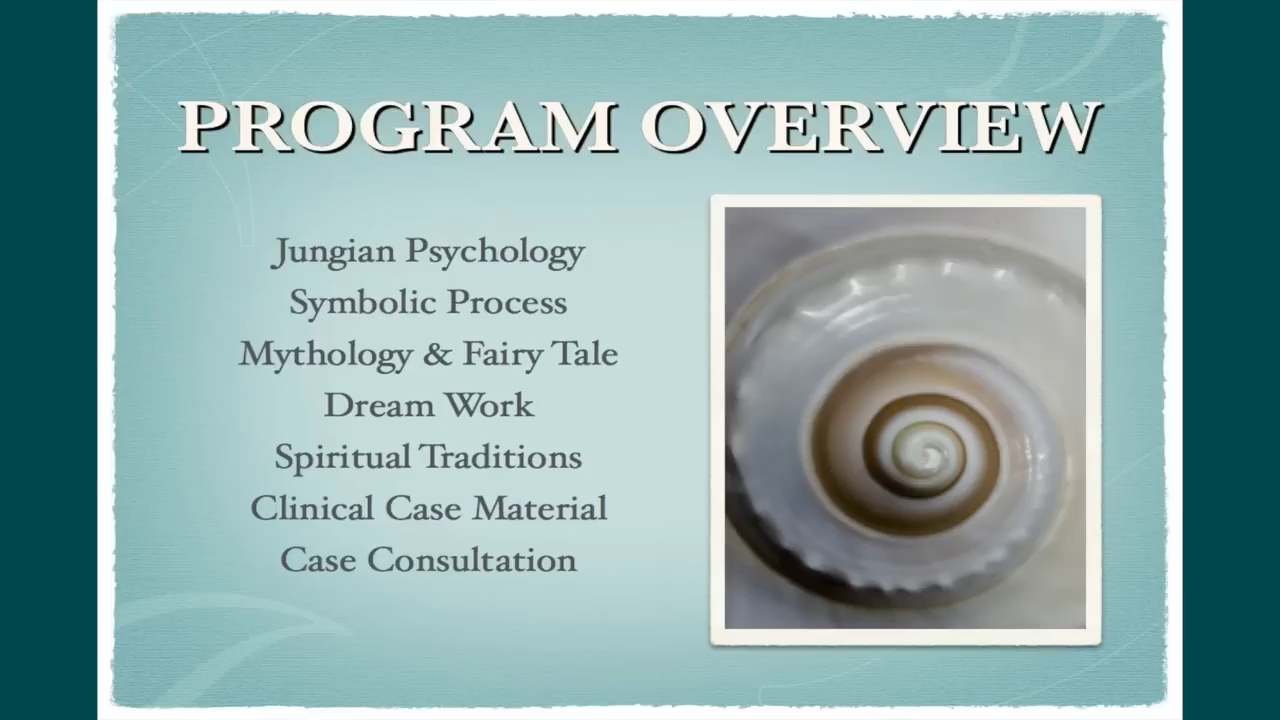 PROGRAM OVERVIEW
Jungian Psychology
Symbolic Process
Mythology & Fairy Tale
Dream Work
Spiritual Traditions
Clinical Case Material
Case Consultation